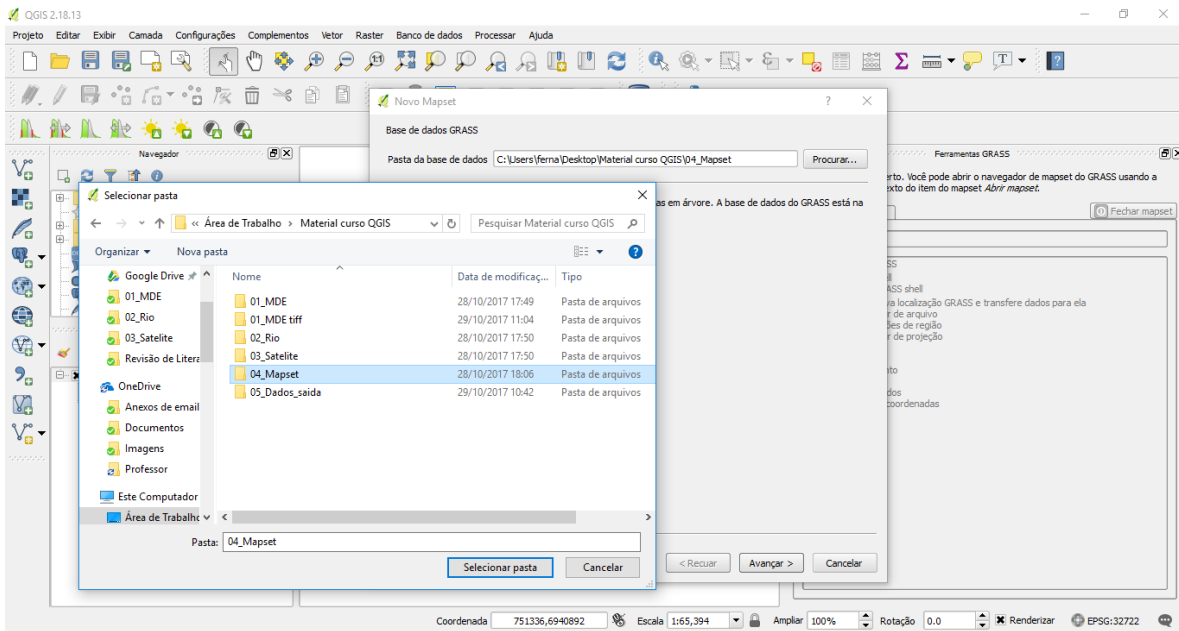 QGIS 2.18.13
Projeto Editar Exibir Camada Configurações Complementos Vetor Raster Banco de dados Processar Ajuda
Novo Mapset
Base de dados GRASS
Pasta da base de dados C:\Users\ferna\Desktop\Material curso QGIS\04_Mapset Procurar...
as em árvore. A base de dados do GRASS está na
< Recuar Avançar > Cancelar
Navegador
Selecionar pasta
« Área de Trabalho > Material curso QGIS Pesquisar Material curso QGIS
Organizar Nova pasta
Google Drive
01_MDE
02_Rio
03_Satelite
Revisão de Litera
OneDrive
Anexos de email
Documentos
Imagens
Professor
Este Computador
Área de Trabalho
Nome Data de modificaç... Tipo
01_MDE 28/10/2017 17:49 Pasta de arquivos
01_MDE tiff 29/10/2017 11:04 Pasta de arquivos
02_Rio 28/10/2017 17:50 Pasta de arquivos
03_Satelite 28/10/2017 17:50 Pasta de arquivos
04_Mapset 28/10/2017 18:06 Pasta de arquivos
05_Dados_saida 29/10/2017 10:42 Pasta de arquivos
Pasta: 04_Mapset
Selecionar pasta Cancelar
Ferramentas GRASS
erto. Você pode abrir o navegador de mapset do GRASS usando a
exto do item do mapset Abrir mapset.
Fechar mapset
SS
ll
ASS shell
va localização GRASS e transfere dados para ela
r de arquivo
ões de região
r de projeção
nto
dos
coordenadas
Coordenada 751336,6940892 Escala 1:65,394 Ampliar 100% Rotação 0.0 Renderizar EPSG:32722